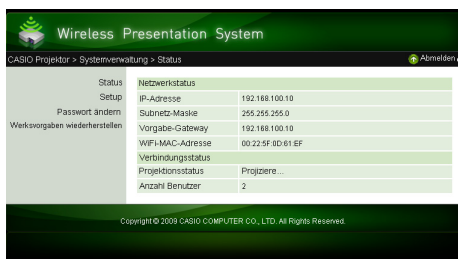 Wireless Presentation System
CASIO Projektor > Systemverwaltung > Status
Abmelden
Status
Setup
Passwort ändern
Werksvorgaben wiederherstellen
Netzwerkstatus
IP-Adresse 192.168.100.10
Subnetz-Maske 255.255.255.0
Vorgabe-Gateway 192.168.100.10
WiFi-MAC-Adresse 00:22:5F:0D:61:EF
Verbindungsstatus
Projektionsstatus Projiziere...
Anzahl Benutzer 2
Copyright © 2009 CASIO COMPUTER CO., LTD. All Rights Reserved.